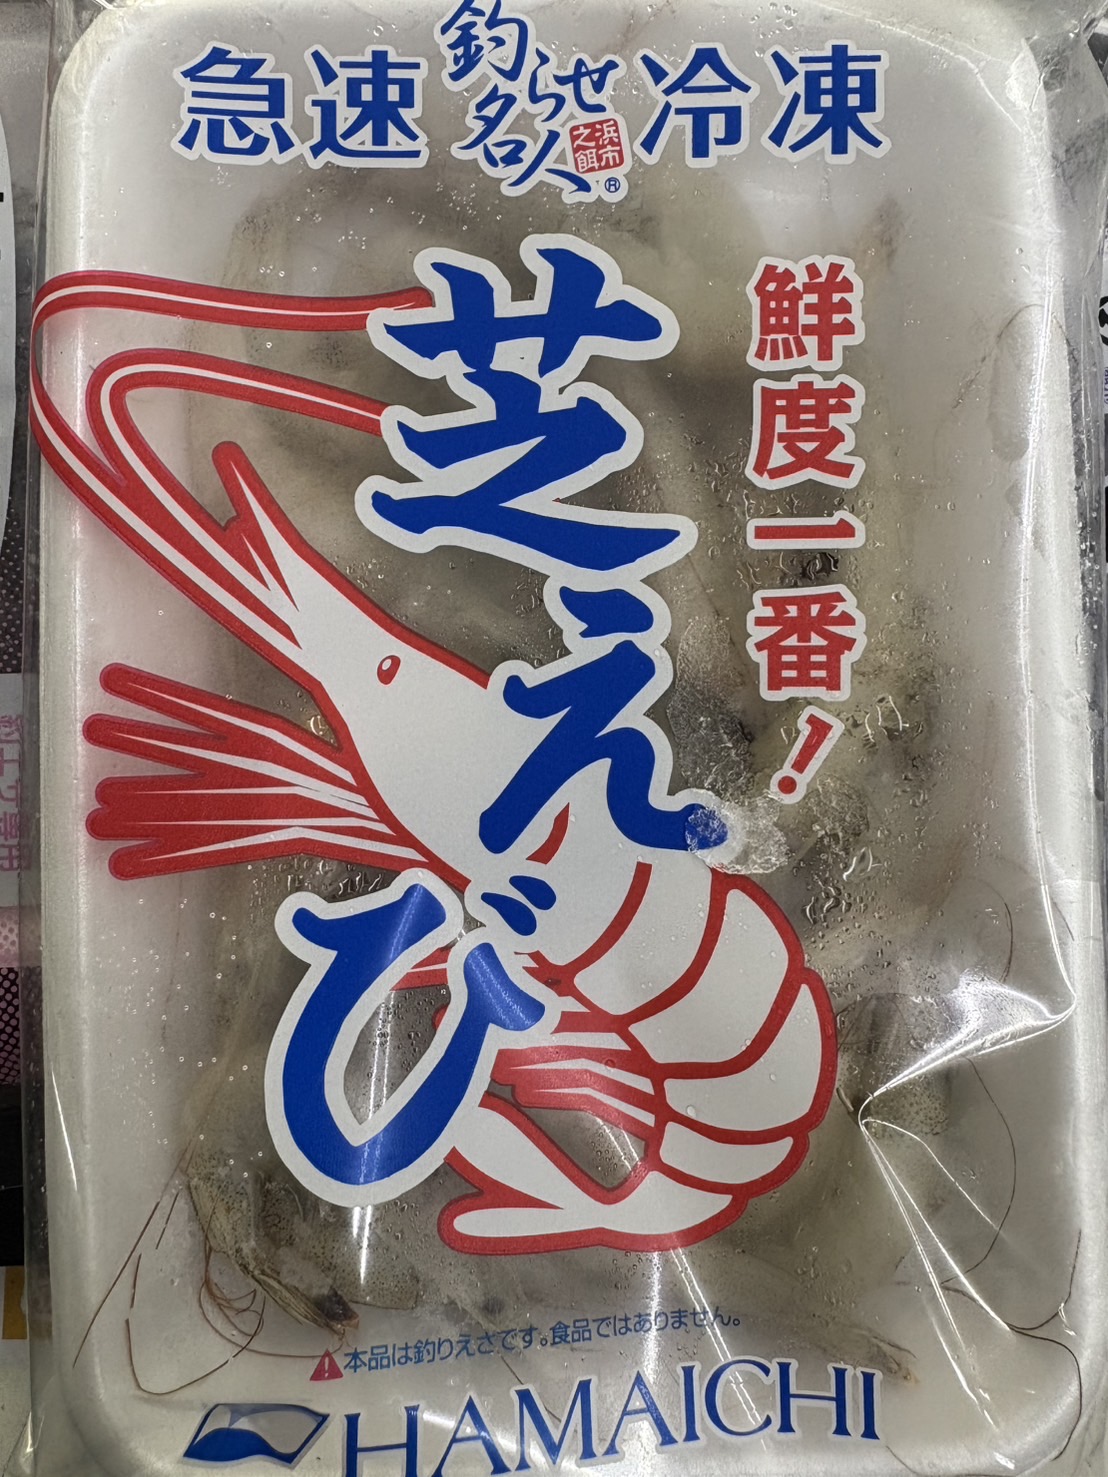 急速
釣らせ名人
浜市之餌
®
冷凍
鮮度一番!
芝えび
本品は釣りえさです。食品ではありません。
HAMAICHI